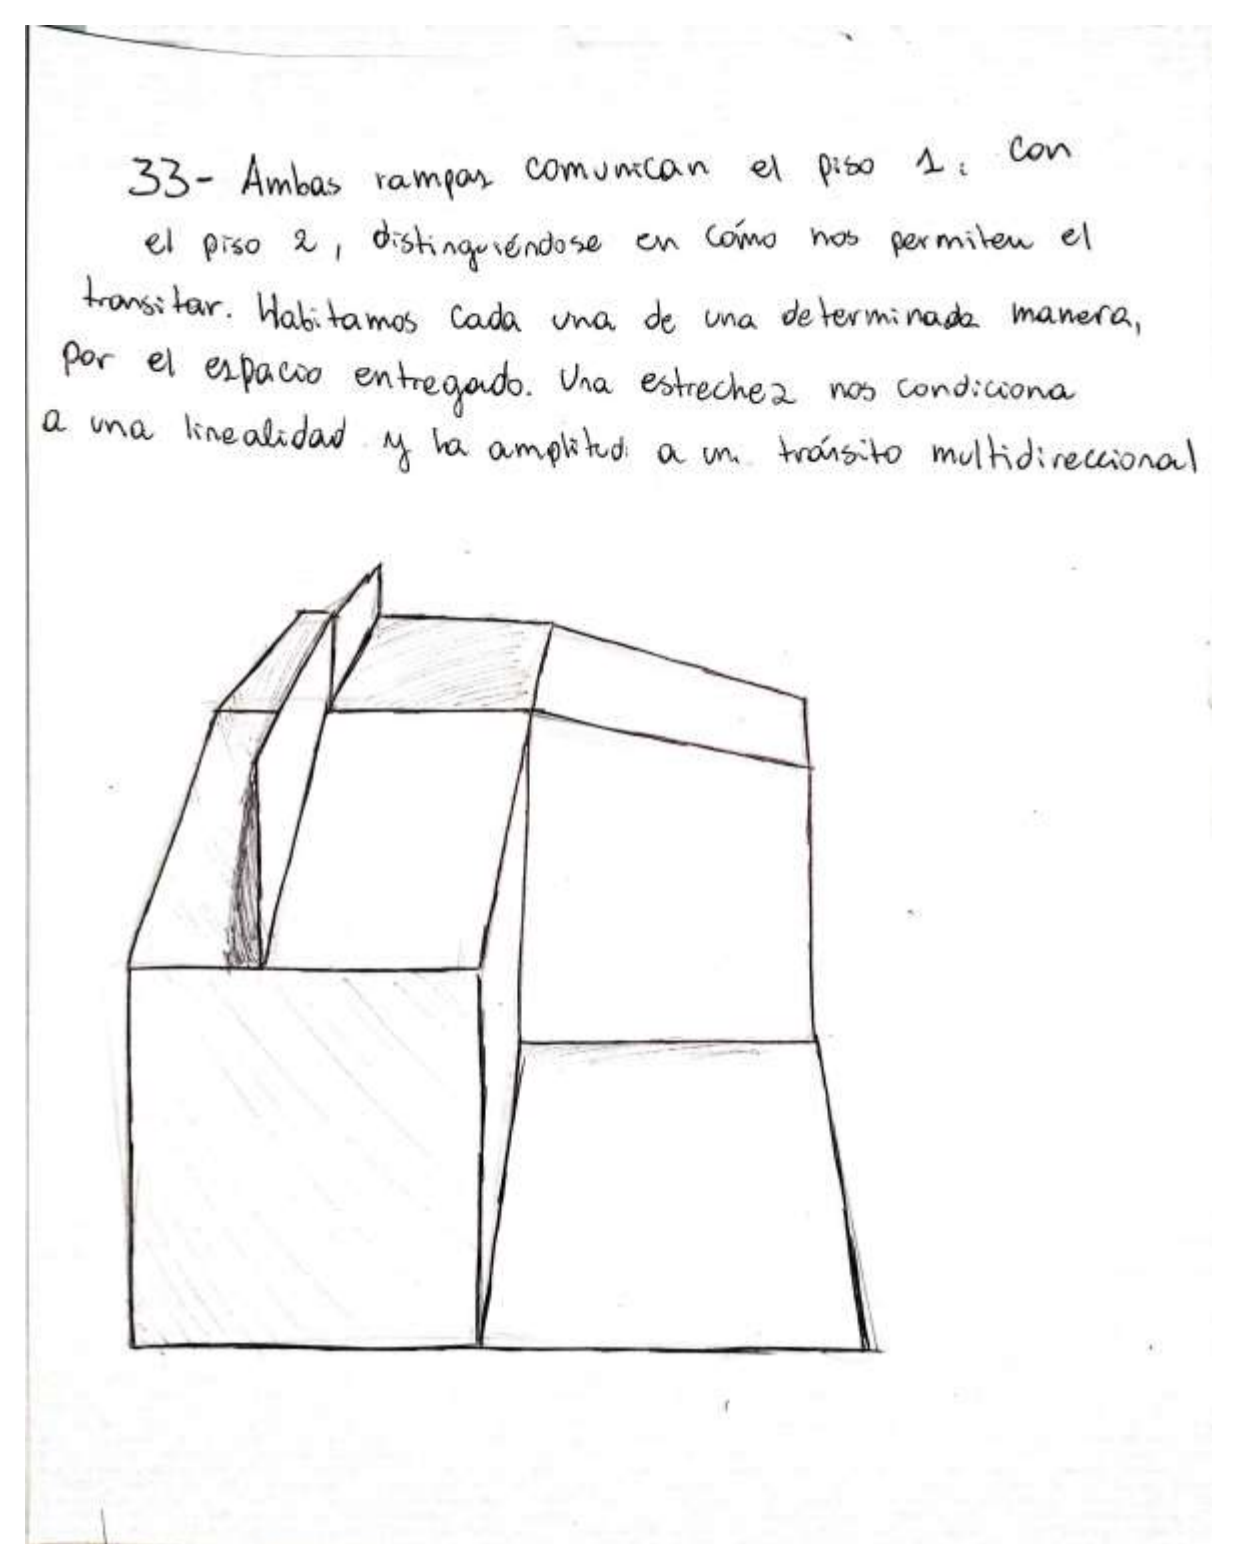 33- Ambas rampas comunican el piso 1. con
el piso 2, distinguiéndose en cómo nos permiten el
transitar. Habitamos cada una de una determinada manera,
por el espacio entregado. Una estrechez nos condiciona
a una linealidad y la amplitud a un tránsito multidireccional